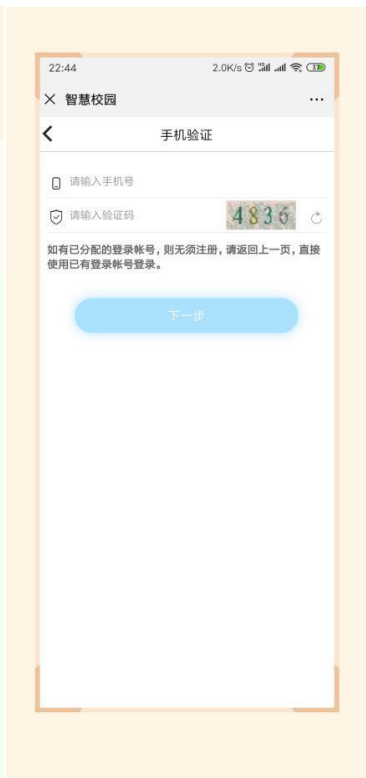 22:44 2.0K/s 37
智慧校园
手机验证
请输入手机号
请输入验证码 4836
如有已分配的登录帐号，则无须注册，请返回上一页，直接
使用已有登录帐号登录。
下一步